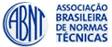 ABNT
ASSOCIAÇÃO
BRASILEIRA
DE NORMAS
TÉCNICAS